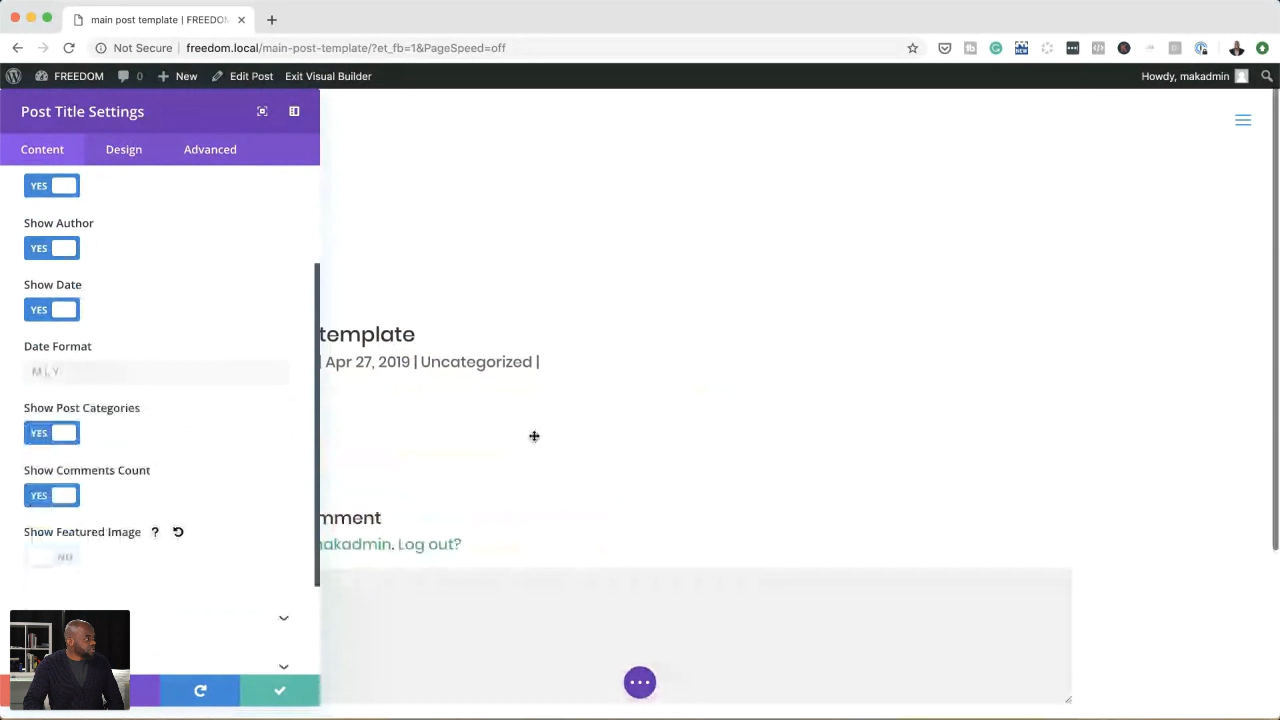 main post template | FREEDO
Not Secure | freedom.local/main-post-template/?et_fb=1&PageSpeed=off
FREEDOM 0 New Edit Post Exit Visual Builder Howdy, makadmin
Post Title Settings
Content Design Advanced
YES
Show Author
YES
Show Date
YES
template
Apr 27, 2019 | Uncategorized |
Date Format
M j, Y
Show Post Categories
YES
Show Comments Count
YES
mment
Show Featured Image ?
makadmin. Log out?
NO